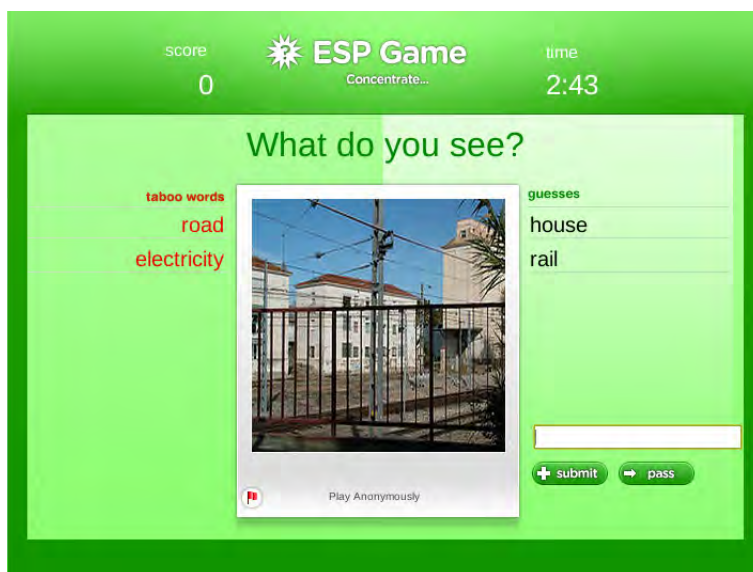 score
0
ESP Game
Concentrate...
time
2:43
What do you see?
taboo words
road
electricity
guesses
house
rail
submit
pass
Play Anonymously